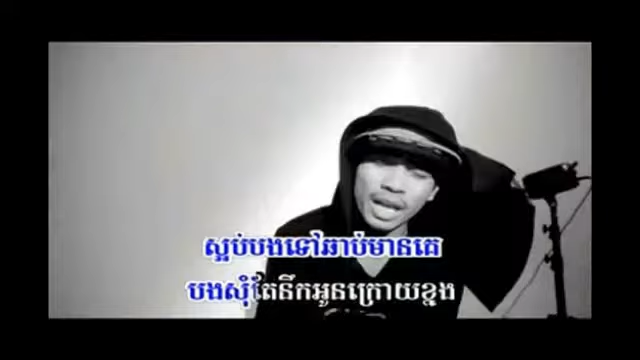 ស្អប់បងទៅឆាប់មានគេ
បងសុំតែនឹកអូនក្រោយខ្នង